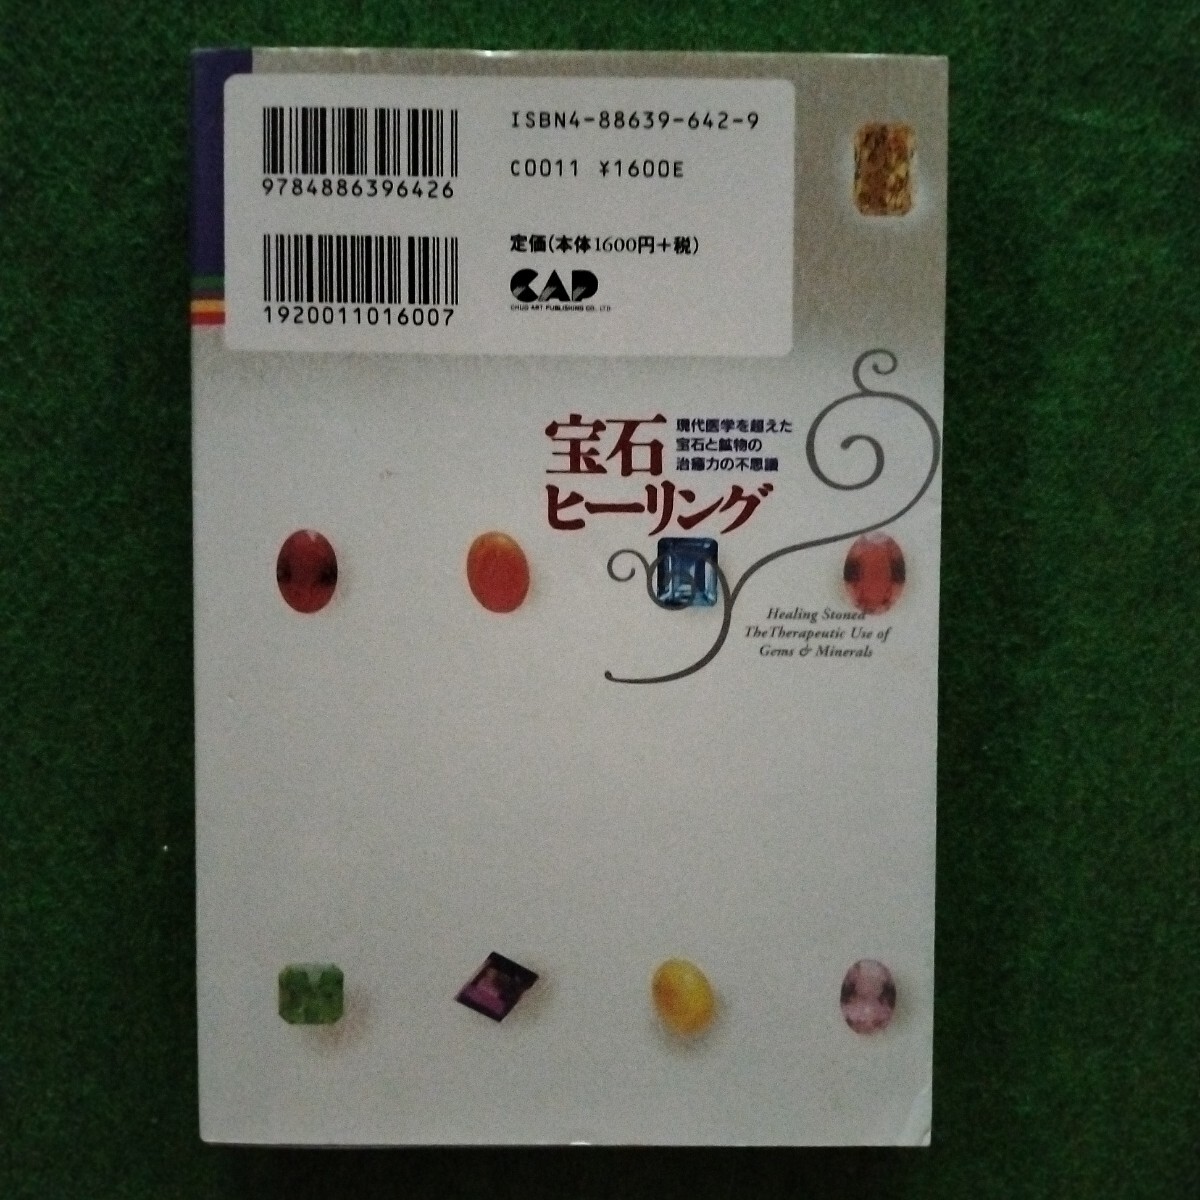 ISBN4-88639-642-9
C0011 ¥1600E
9784886396426
定価(本体1600円+税)
CAP
CHUO ART PUBLISHING CO., LTD
1920011016007
宝石
ヒーリング
現代医学を超えた
宝石と鉱物の
治癒力の不思議
Healing Stoned
The Therapeutic Use of
Gems & Minerals